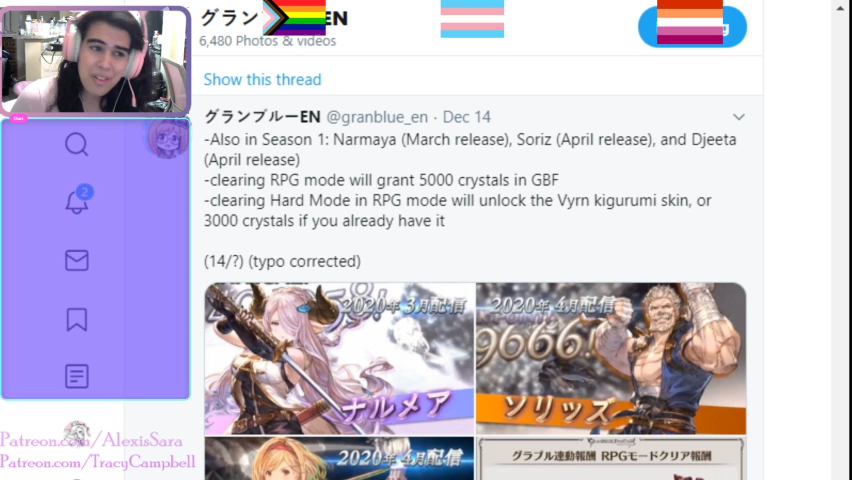 グラン EN
6,480 Photos & videos
Show this thread
グランブルーEN @granblue_en · Dec 14
-Also in Season 1: Narmaya (March release), Soriz (April release), and Djeeta
(April release)
-clearing RPG mode will grant 5000 crystals in GBF
-clearing Hard Mode in RPG mode will unlock the Vyrn kigurumi skin, or
3000 crystals if you already have it
(14/?) (typo corrected)
2020年 3月配信
ナルメア
2020年 4月配信
9666!
ソリッズ
2020年 4月配信
グラブル連動報酬 RPGモードクリア報酬
2
Chat
Patreon.com/AlexisSara
Patreon.com/TracyCampbell